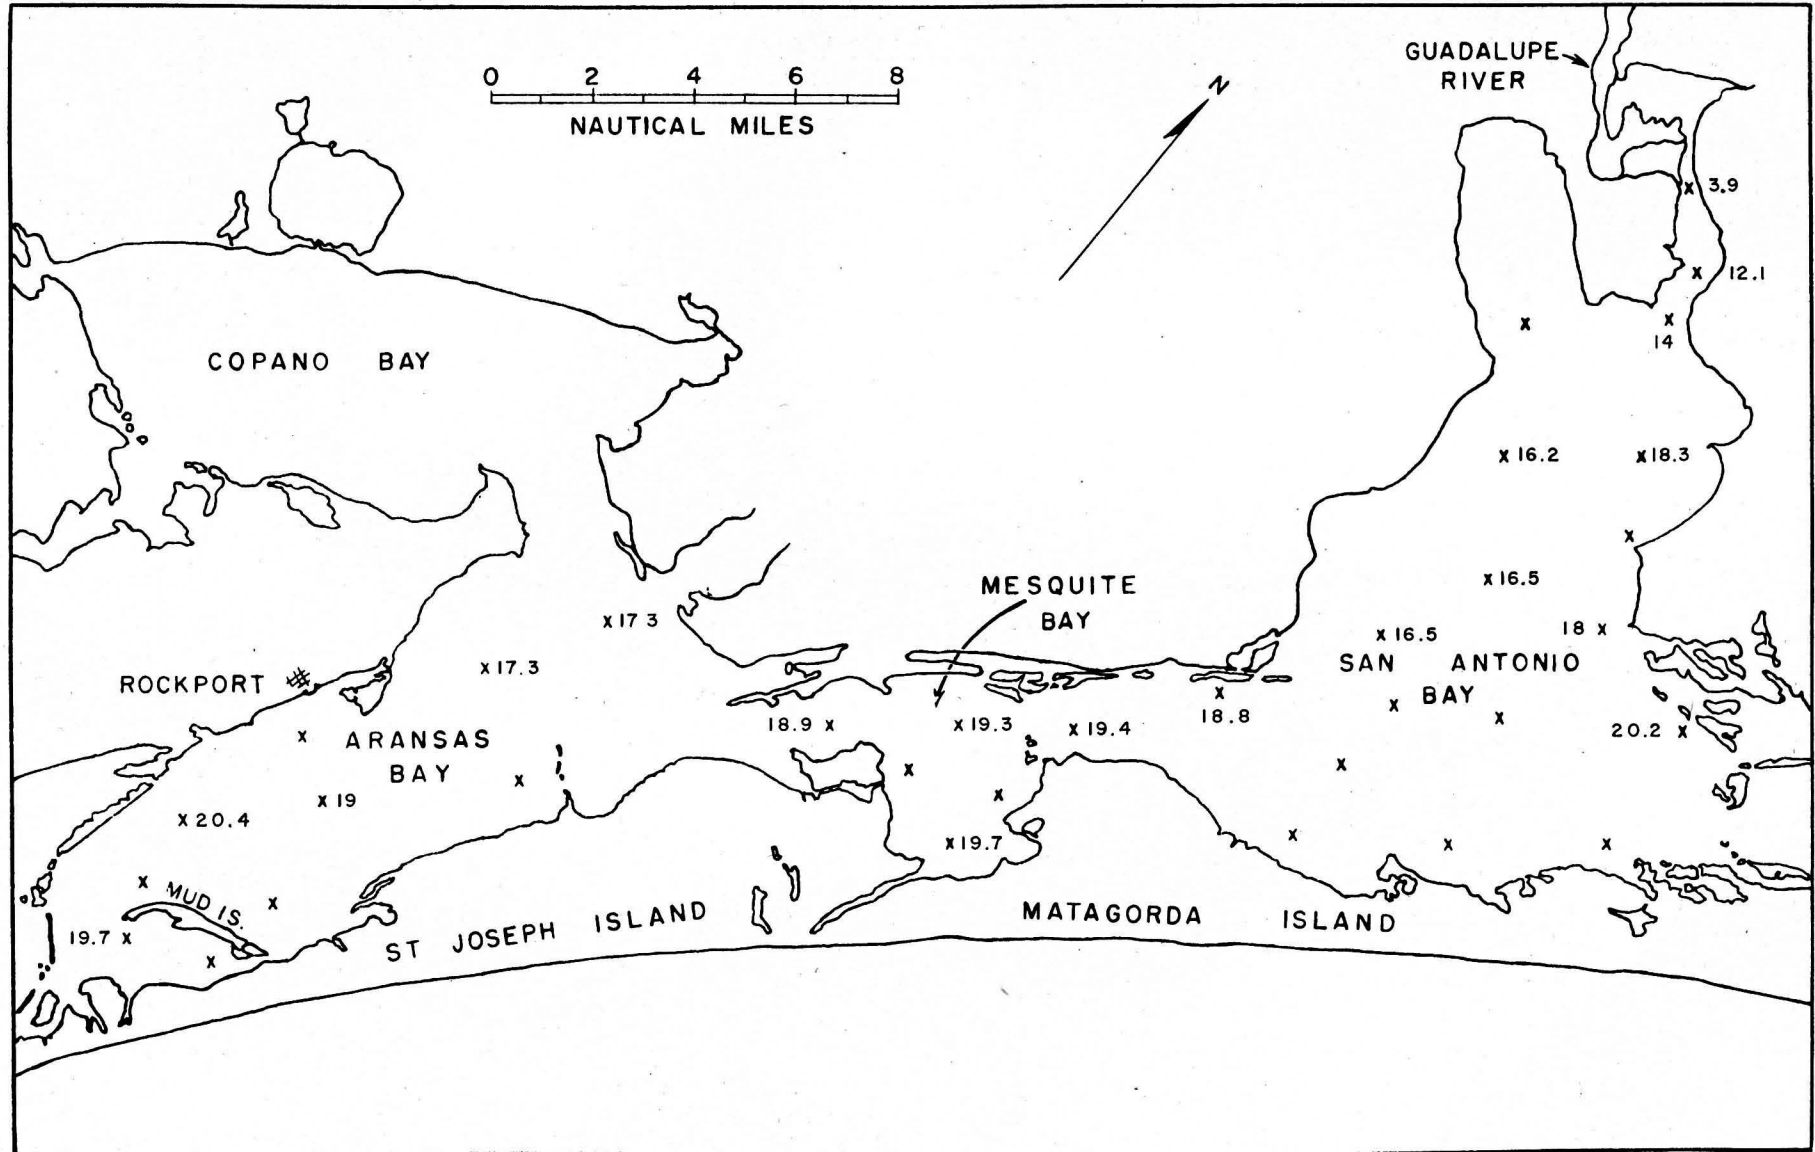 GUADALUPE
RIVER
N
0 2 4 6 8
NAUTICAL MILES
x 3.9
x 12.1
x
x
14
COPANO BAY
x 16.2
x 18.3
x
MESQUITE
BAY
x 16.5
x 17 3
18 x
x 16.5
SAN ANTONIO
BAY
x 17.3
ROCKPORT
x
18.8
x
x
18.9 x
x 19.3
x 19.4
20.2 x
x
ARANSAS
BAY
x
x
x
x
x 19
x 20.4
x
x 19.7
x
x
x
x
MUD IS.
x
19.7 x
x
ST JOSEPH ISLAND
MATAGORDA ISLAND